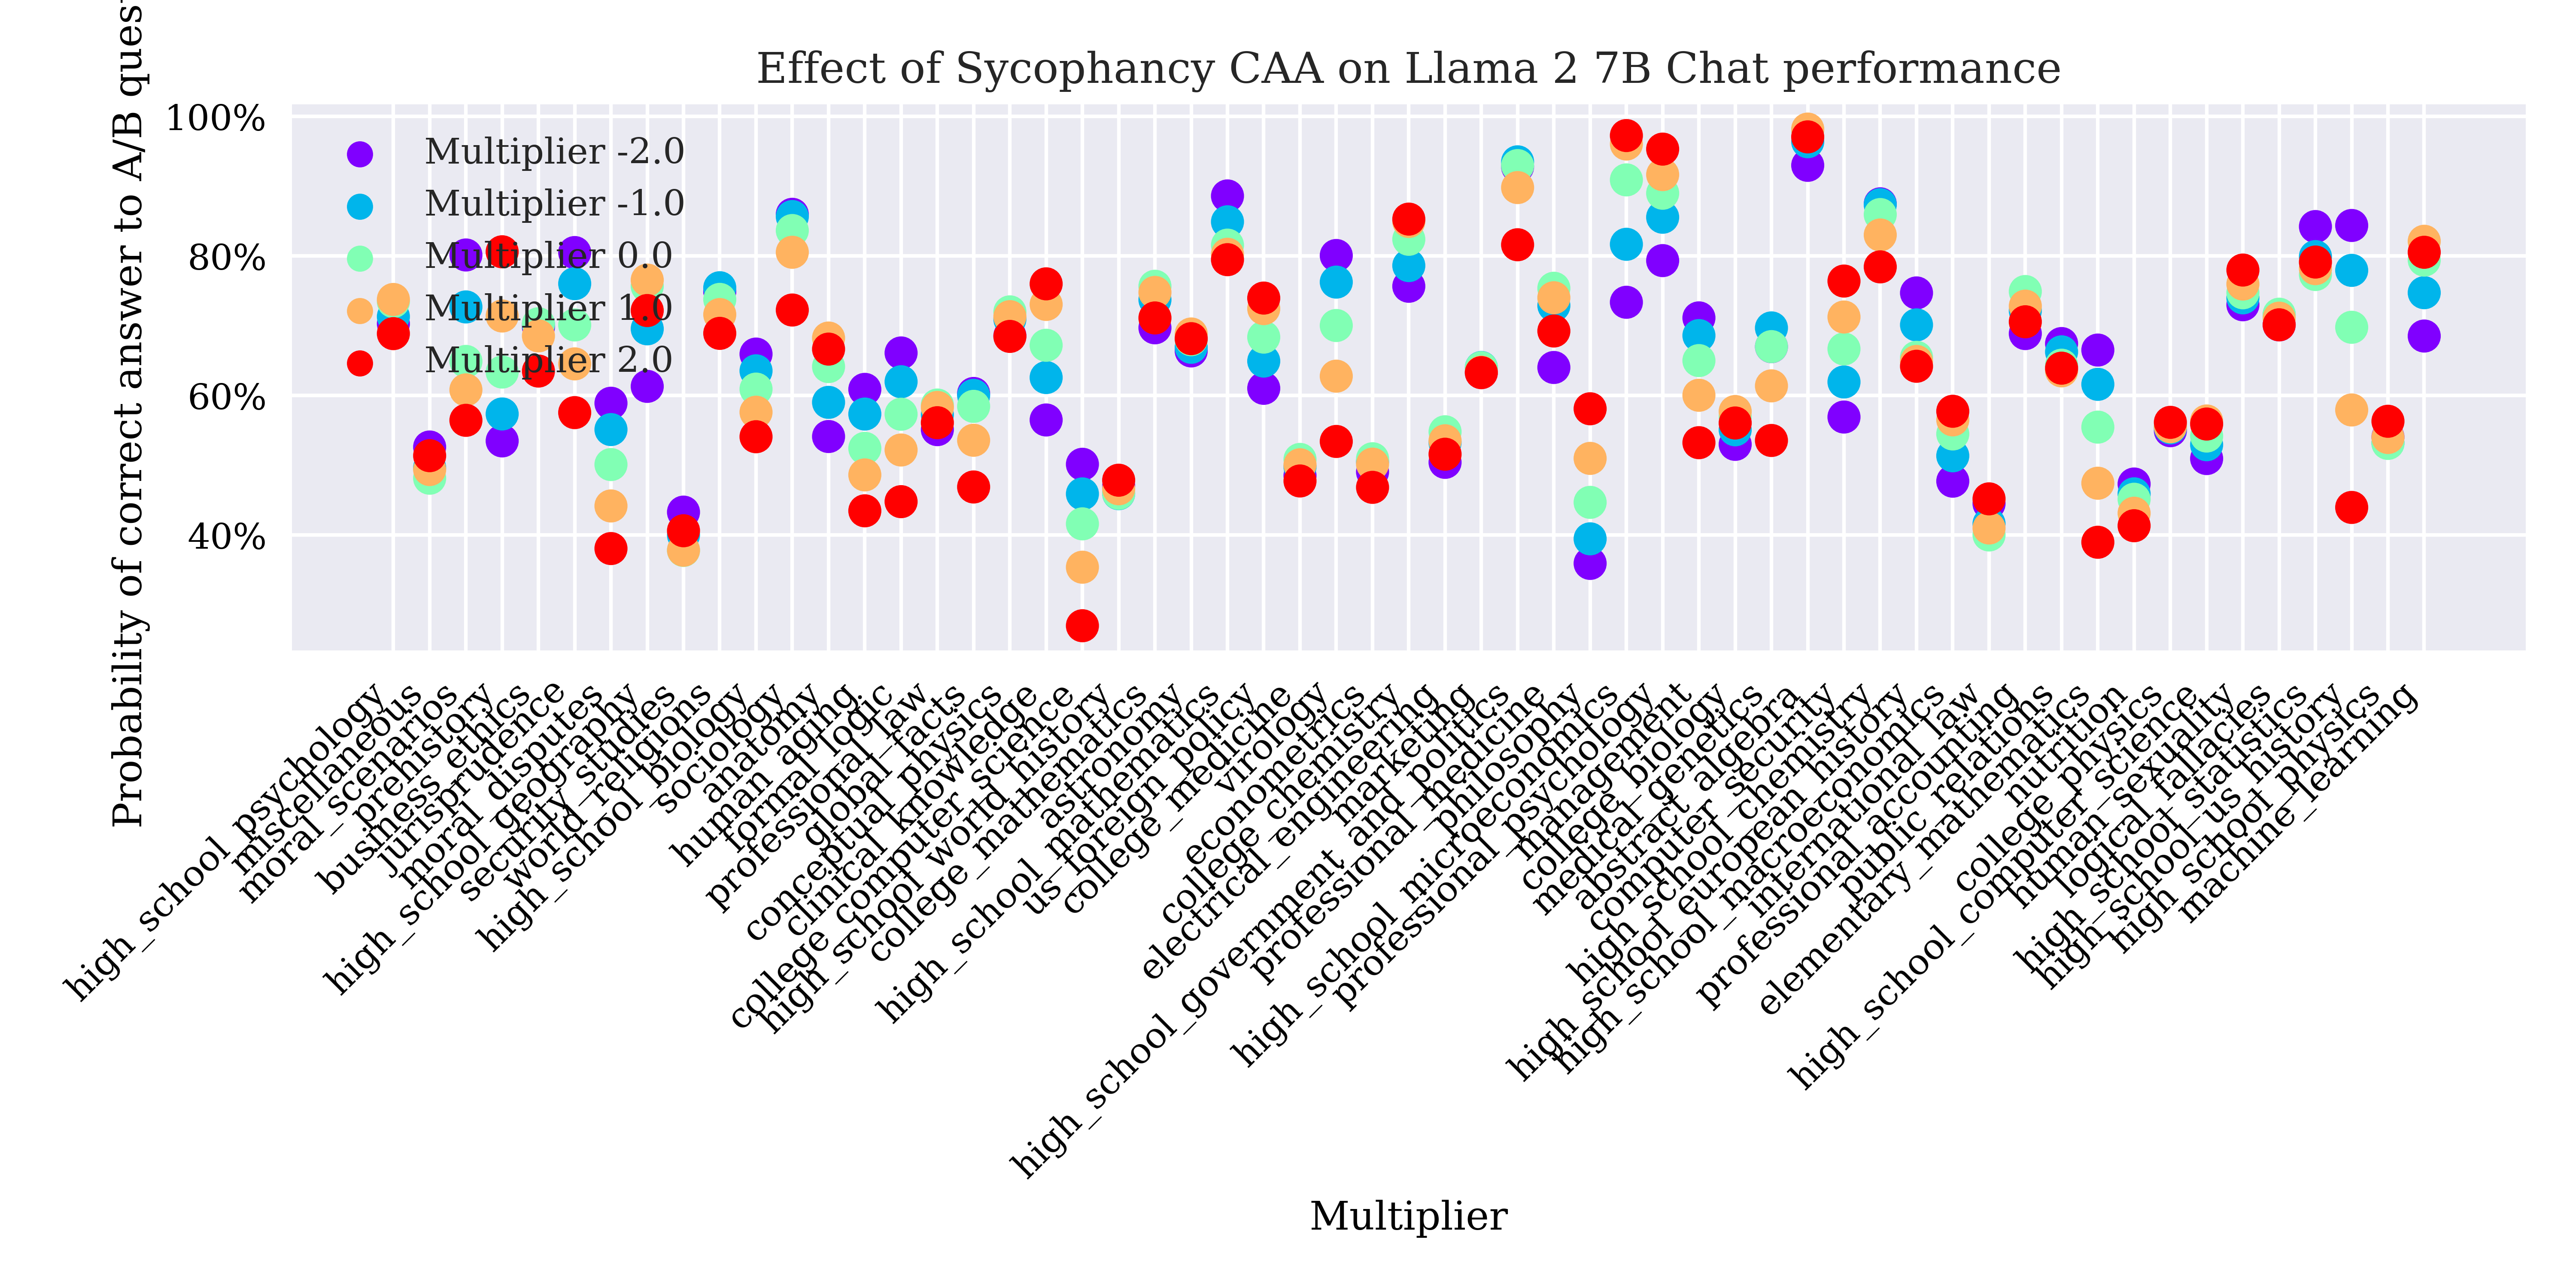 Effect of Sycophancy CAA on Llama 2 7B Chat performance
Probability of correct answer to A/B ques
100%
80%
60%
40%
Multiplier -2.0
Multiplier -1.0
Multiplier 0.0
Multiplier 1.0
Multiplier 2.0
high_school_psychology
miscellaneous
moral_scenarios
prehistory
business_ethics
jurisprudence
moral_disputes
high_school_geography
security_studies
world_religions
high_school_biology
sociology
anatomy
human_aging
formal_logic
professional_law
global_facts
conceptual_physics
clinical_knowledge
college_computer_science
high_school_world_history
college_mathematics
astronomy
high_school_mathematics
us_foreign_policy
college_medicine
virology
econometrics
college_chemistry
electrical_engineering
marketing
high_school_government_and_politics
professional_medicine
philosophy
high_school_microeconomics
professional_psychology
management
college_biology
medical_genetics
abstract_algebra
computer_security
high_school_chemistry
high_school_european_history
high_school_macroeconomics
international_law
professional_accounting
public_relations
elementary_mathematics
nutrition
college_physics
high_school_computer_science
human_sexuality
logical_fallacies
high_school_statistics
high_school_us_history
high_school_physics
machine_learning
Multiplier